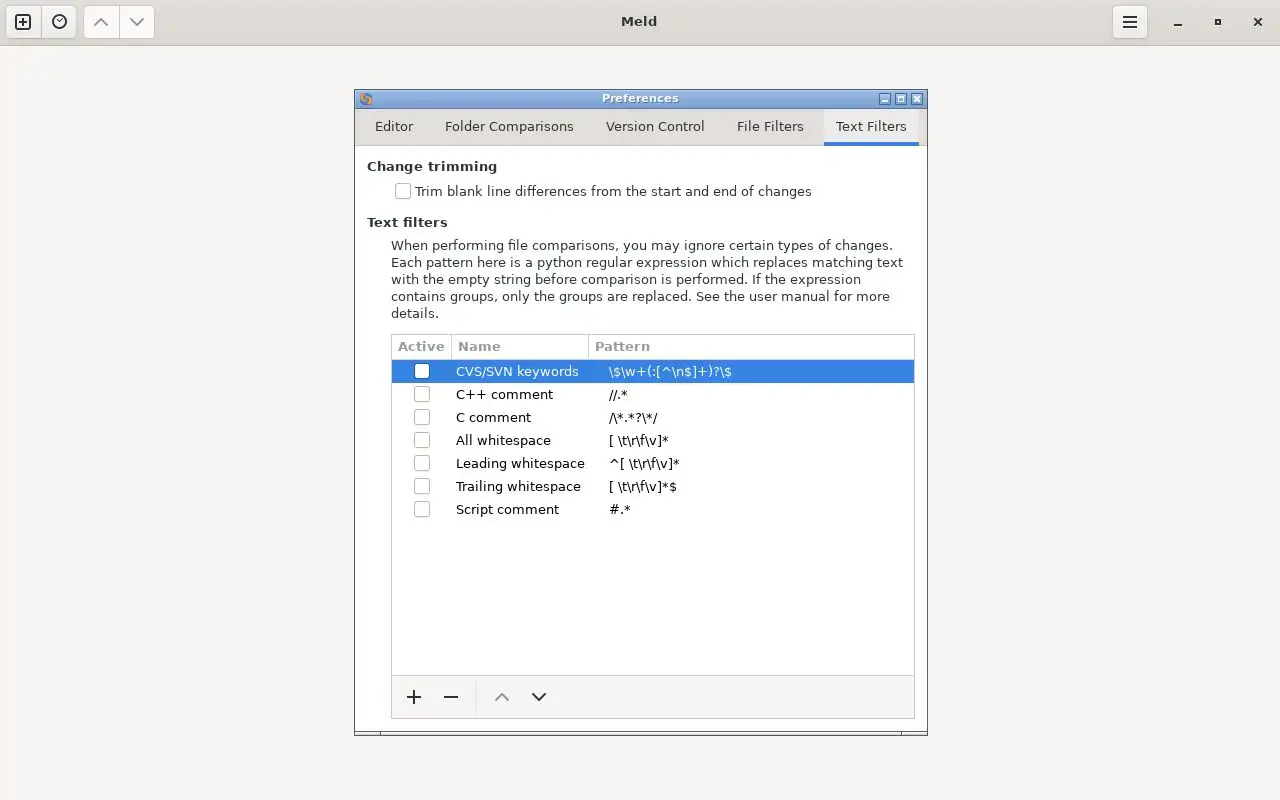 Meld
Preferences
Editor Folder Comparisons Version Control File Filters Text Filters
Change trimming
Trim blank line differences from the start and end of changes
Text filters
When performing file comparisons, you may ignore certain types of changes.
Each pattern here is a python regular expression which replaces matching text
with the empty string before comparison is performed. If the expression
contains groups, only the groups are replaced. See the user manual for more
details.
Active Name Pattern
CVS/SVN keywords \$\w+(:[^\n$]+)?\$
C++ comment //.*
C comment /\*.*?\*/
All whitespace [ \t\r\f\v]*
Leading whitespace ^[ \t\r\f\v]*
Trailing whitespace [ \t\r\f\v]*$
Script comment #.*